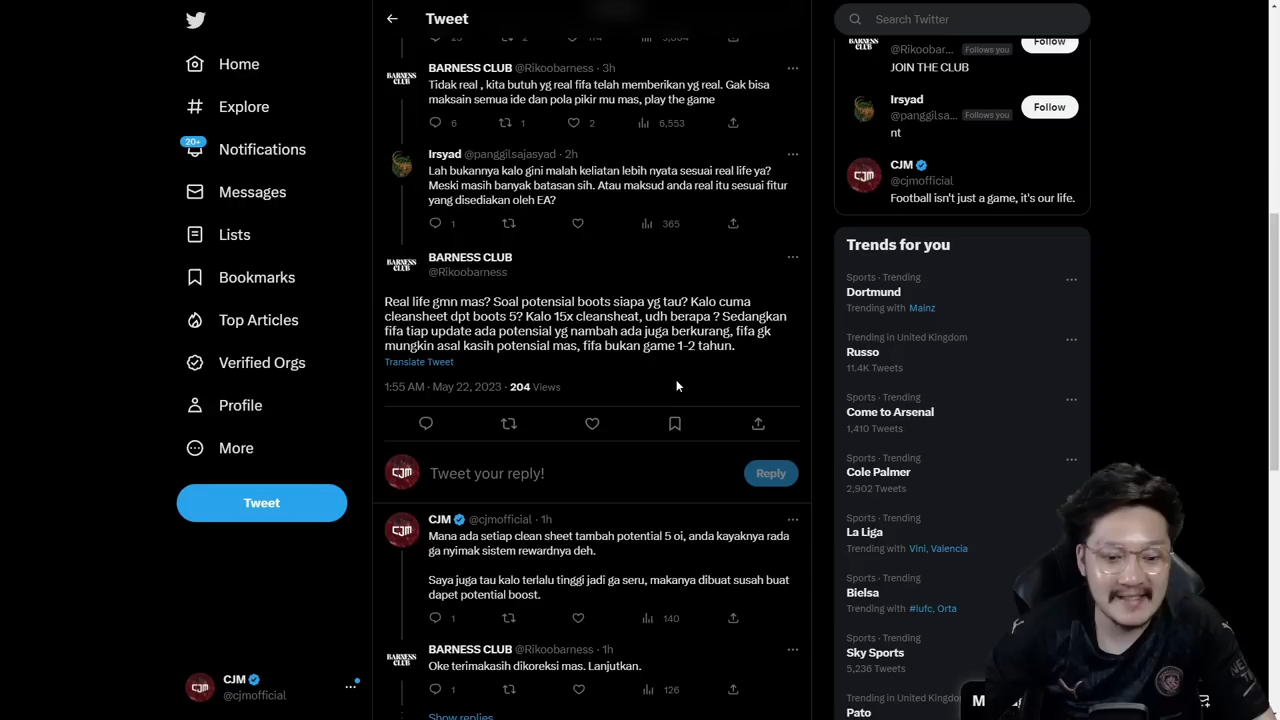 Home
Explore
20+
Notifications
Messages
Lists
Bookmarks
Top Articles
Verified Orgs
Profile
More
Tweet
CJM
@cjmofficial
Tweet
BARNESS CLUB @Rikoobarness · 3h
Tidak real , kita butuh yg real fifa telah memberikan yg real. Gak bisa
maksain semua ide dan pola pikir mu mas, play the game
6 1 2 6,553
Irsyad @panggilsajasyad · 2h
Lah bukannya kalo gini malah keliatan lebih nyata sesuai real life ya?
Meski masih banyak batasan sih. Atau maksud anda real itu sesuai fitur
yang disediakan oleh EA?
1 365
BARNESS CLUB
@Rikoobarness
Real life gmn mas? Soal potensial boots siapa yg tau? Kalo cuma
cleansheet dpt boots 5? Kalo 15x cleansheat, udh berapa ? Sedangkan
fifa tiap update ada potensial yg nambah ada juga berkurang, fifa gk
mungkin asal kasih potensial mas, fifa bukan game 1-2 tahun.
Translate Tweet
1:55 AM · May 22, 2023 · 204 Views
CJM
Tweet your reply!
Reply
CJM @cjmofficial · 1h
Mana ada setiap clean sheet tambah potential 5 oi, anda kayaknya rada
ga nyimak sistem rewardnya deh.
Saya juga tau kalo terlalu tinggi jadi ga seru, makanya dibuat susah buat
dapet potential boost.
1 140
BARNESS CLUB @Rikoobarness · 1h
Oke terimakasih dikoreksi mas. Lanjutkan.
1 126
Show replies
Search Twitter
@Rikoobar... Follows you
Follow
JOIN THE CLUB
Irsyad
@panggilsa... Follows you
Follow
nt
CJM
@cjmofficial
Football isn't just a game, it's our life.
Trends for you
Sports · Trending
Dortmund
Trending with Mainz
Trending in United Kingdom
Russo
11.4K Tweets
Sports · Trending
Come to Arsenal
1,410 Tweets
Sports · Trending
Cole Palmer
2,902 Tweets
Sports · Trending
La Liga
Trending with Vini, Valencia
Sports · Trending
Bielsa
Trending with #lufc, Orta
Sports · Trending
Sky Sports
5,236 Tweets
Trending in United Kingdom
Pato
M